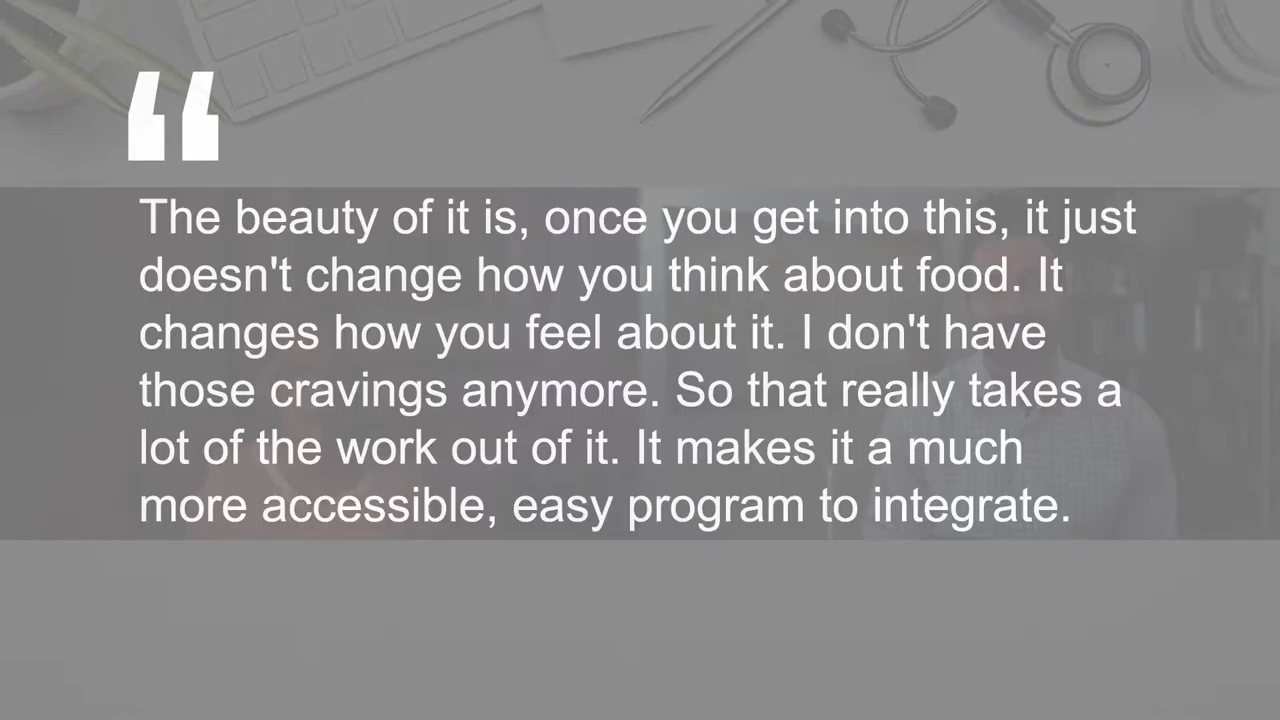 “
The beauty of it is, once you get into this, it just
doesn't change how you think about food. It
changes how you feel about it. I don't have
those cravings anymore. So that really takes a
lot of the work out of it. It makes it a much
more accessible, easy program to integrate.